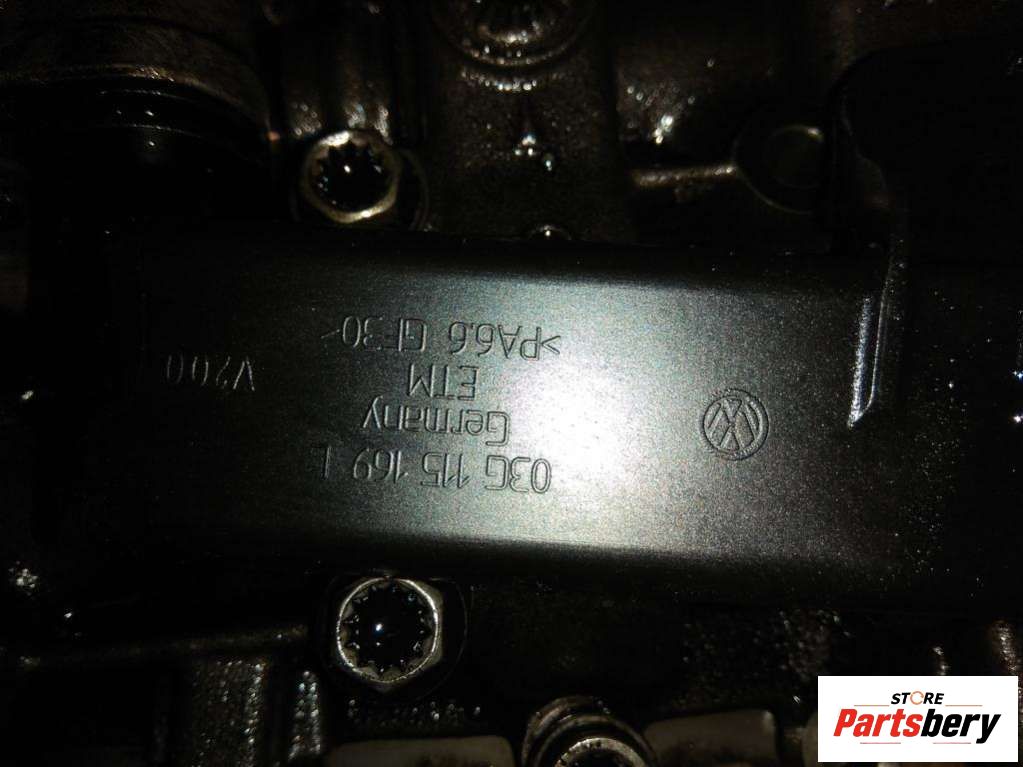 03G 115 169
Germany
ETM
>PA6.6 GF30<
V200
STORE
Partsbery